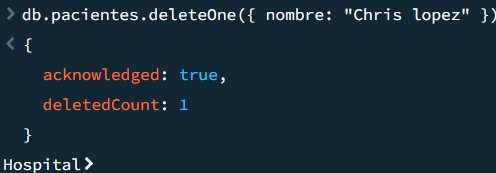 > db.pacientes.deleteOne({ nombre: "Chris lopez" })
< {
acknowledged: true,
deletedCount: 1
}
Hospital>